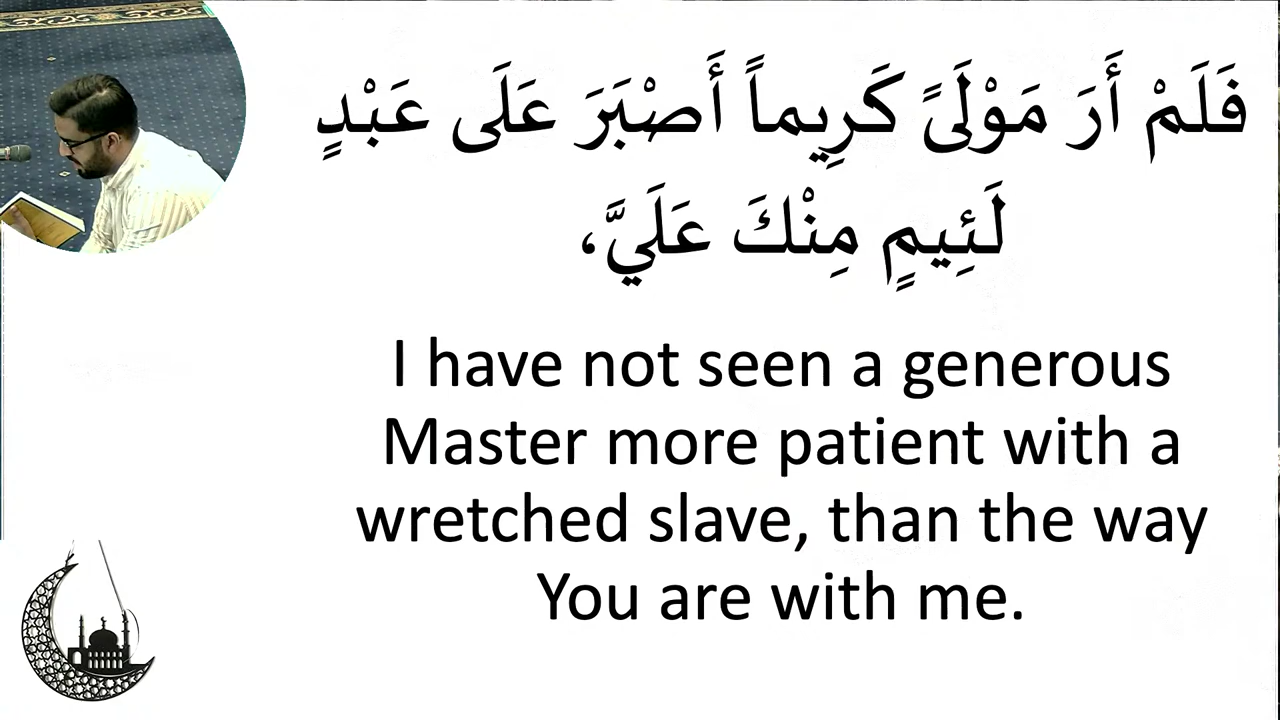 فَلَمْ أَرَ مَوْلَىً كَرِيماً أَصْبَرَ عَلَى عَبْدٍ
لَئِيمٍ مِنْكَ عَلَيَّ،
I have not seen a generous
Master more patient with a
wretched slave, than the way
You are with me.